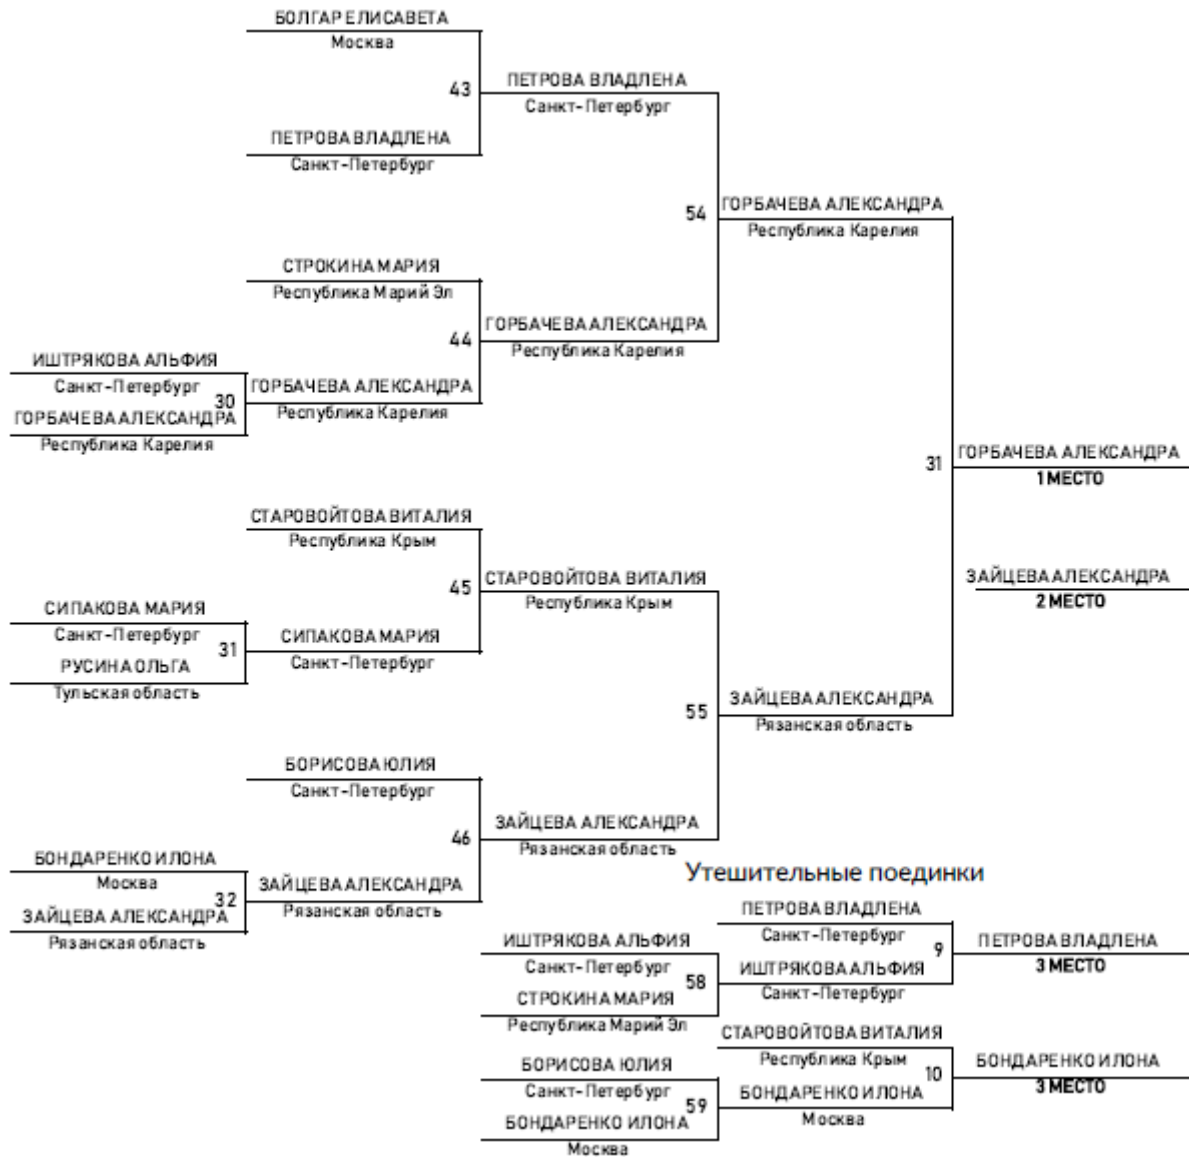 БОЛГАР ЕЛИСАВЕТА
Москва
43
ПЕТРОВА ВЛАДЛЕНА
Санкт-Петербург
ПЕТРОВА ВЛАДЛЕНА
Санкт-Петербург
54
ГОРБАЧЕВА АЛЕКСАНДРА
Республика Карелия
СТРОКИНА МАРИЯ
Республика Марий Эл
44
ГОРБАЧЕВА АЛЕКСАНДРА
Республика Карелия
ИШТРЯКОВА АЛЬФИЯ
Санкт-Петербург
30
ГОРБАЧЕВА АЛЕКСАНДРА
Республика Карелия
ГОРБАЧЕВА АЛЕКСАНДРА
Республика Карелия
31
ГОРБАЧЕВА АЛЕКСАНДРА
1 МЕСТО
СТАРОВОЙТОВА ВИТАЛИЯ
Республика Крым
45
СТАРОВОЙТОВА ВИТАЛИЯ
Республика Крым
ЗАЙЦЕВА АЛЕКСАНДРА
2 МЕСТО
СИПАКОВА МАРИЯ
Санкт-Петербург
31
СИПАКОВА МАРИЯ
Санкт-Петербург
РУСИНА ОЛЬГА
Тульская область
55
ЗАЙЦЕВА АЛЕКСАНДРА
Рязанская область
БОРИСОВА ЮЛИЯ
Санкт-Петербург
46
ЗАЙЦЕВА АЛЕКСАНДРА
Рязанская область
БОНДАРЕНКО ИЛОНА
Москва
32
ЗАЙЦЕВА АЛЕКСАНДРА
Рязанская область
ЗАЙЦЕВА АЛЕКСАНДРА
Рязанская область
Утешительные поединки
ПЕТРОВА ВЛАДЛЕНА
Санкт-Петербург
9
ПЕТРОВА ВЛАДЛЕНА
3 МЕСТО
ИШТРЯКОВА АЛЬФИЯ
Санкт-Петербург
58
ИШТРЯКОВА АЛЬФИЯ
Санкт-Петербург
СТРОКИНА МАРИЯ
Республика Марий Эл
СТАРОВОЙТОВА ВИТАЛИЯ
Республика Крым
10
БОНДАРЕНКО ИЛОНА
3 МЕСТО
БОРИСОВА ЮЛИЯ
Санкт-Петербург
59
БОНДАРЕНКО ИЛОНА
Москва
БОНДАРЕНКО ИЛОНА
Москва